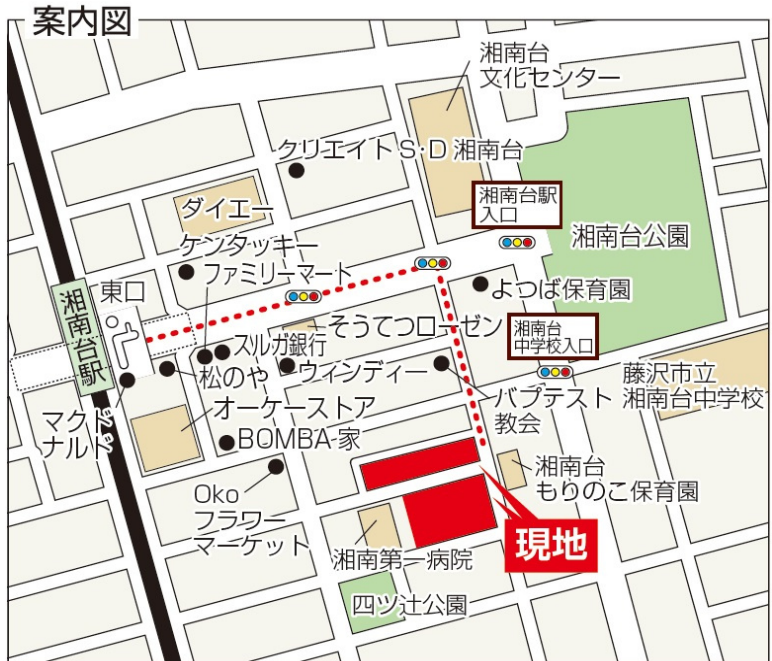 案内図
湘南台
文化センター
クリエイトS・D 湘南台
湘南台駅
入口
ダイエー
湘南台公園
ケンタッキー
東口
ファミリーマート
よつば保育園
湘南台駅
そうてつローゼン
湘南台
中学校入口
スルガ銀行
松のや
ウィンディー
藤沢市立
湘南台中学校
マクド
ナルド
オーケーストア
バプテスト
教会
BOMBA家
湘南台
もりのこ保育園
Oko
フラワー
マーケット
現地
湘南第一病院
四ツ辻公園